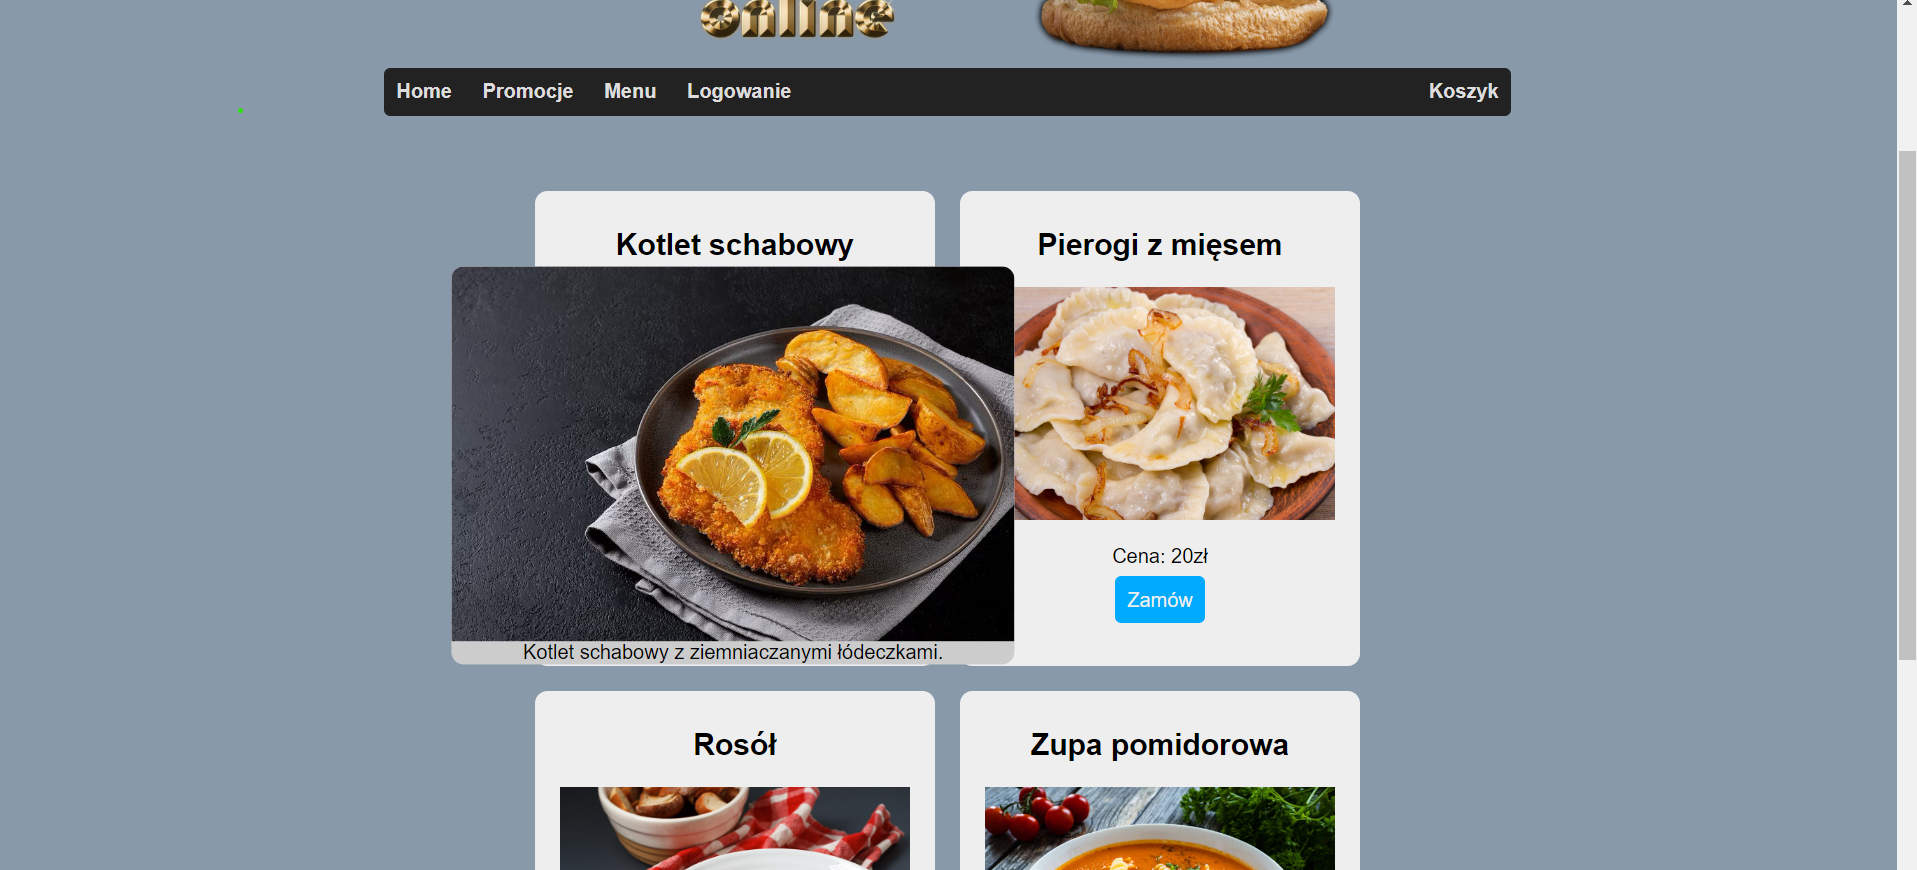 online
Home Promocje Menu Logowanie Koszyk
Kotlet schabowy
Pierogi z mięsem
Kotlet schabowy z ziemniaczanymi łódeczkami.
Cena: 20zł
Zamów
Rosół
Zupa pomidorowa